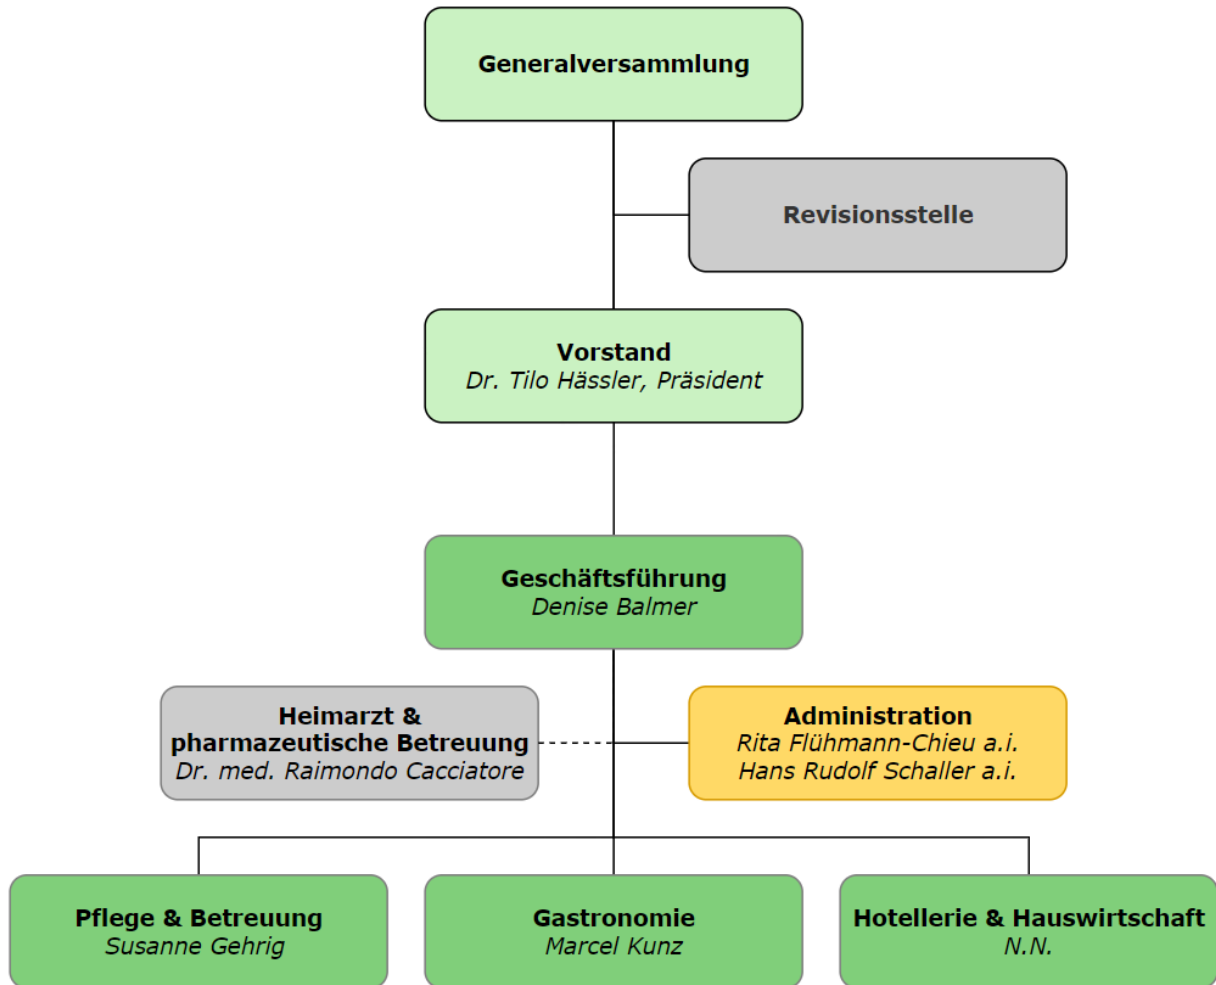 Generalversammlung
Revisionsstelle
Vorstand
Dr. Tilo Hässler, Präsident
Geschäftsführung
Denise Balmer
Heimarzt &
pharmazeutische Betreuung
Dr. med. Raimondo Cacciatore
Administration
Rita Flühmann-Chieu a.i.
Hans Rudolf Schaller a.i.
Pflege & Betreuung
Susanne Gehrig
Gastronomie
Marcel Kunz
Hotellerie & Hauswirtschaft
N.N.